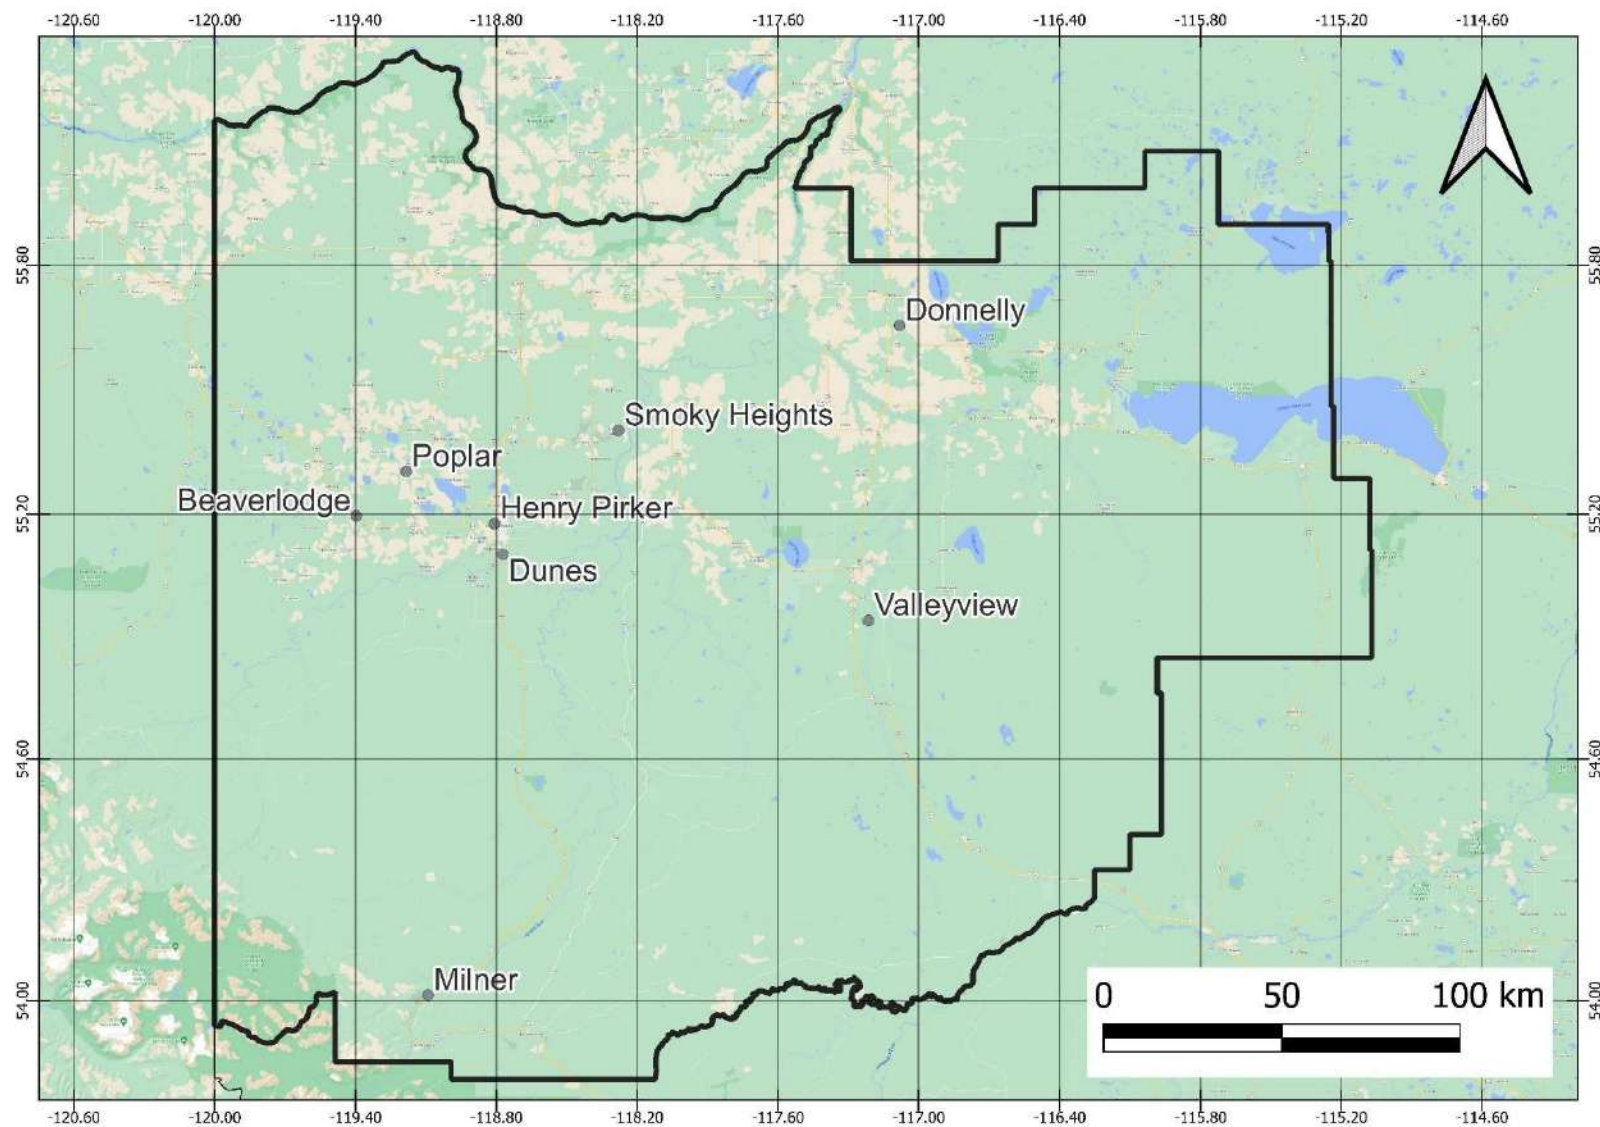 -120.60 -120.00 -119.40 -118.80 -118.20 -117.60 -117.00 -116.40 -115.80 -115.20 -114.60
55.80 55.80
Donnelly
Smoky Heights
Poplar
Beaverlodge
Henry Pirker
55.20 55.20
Dunes
Valleyview
54.60 54.60
Milner
0 50 100 km
54.00 54.00
-120.60 -120.00 -119.40 -118.80 -118.20 -117.60 -117.00 -116.40 -115.80 -115.20 -114.60